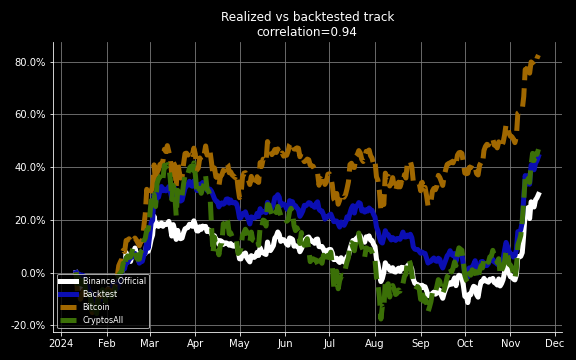 Realized vs backtested track
correlation=0.94
80.0%
60.0%
40.0%
20.0%
0.0%
-20.0%
Binance Official
Backtest
Bitcoin
CryptosAll
2024 Feb Mar Apr May Jun Jul Aug Sep Oct Nov Dec